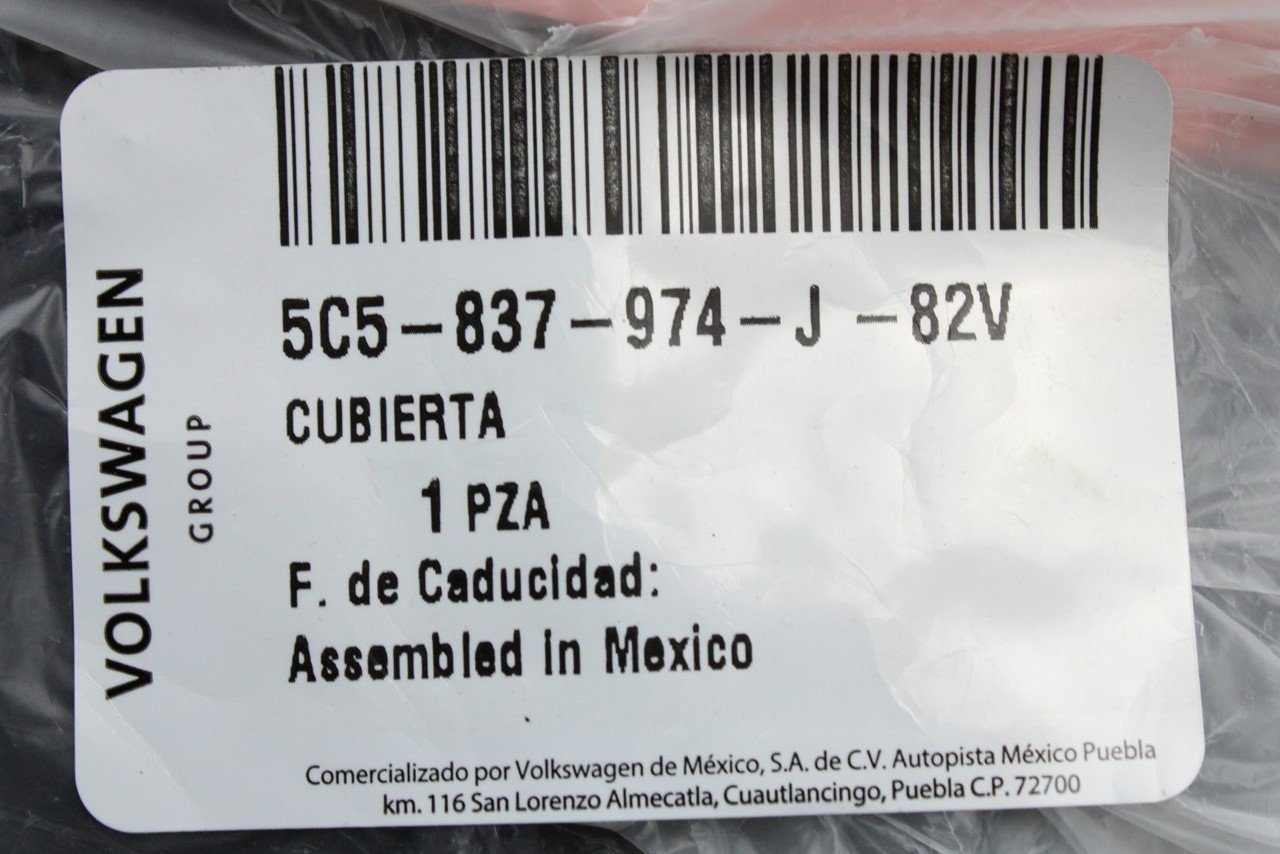 VOLKSWAGEN
GROUP
5C5-837-974-J -82V
CUBIERTA
1 PZA
F. de Caducidad:
Assembled in Mexico
Comercializado por Volkswagen de México, S.A. de C.V. Autopista México Puebla
km. 116 San Lorenzo Almecatla, Cuautlancingo, Puebla C.P. 72700